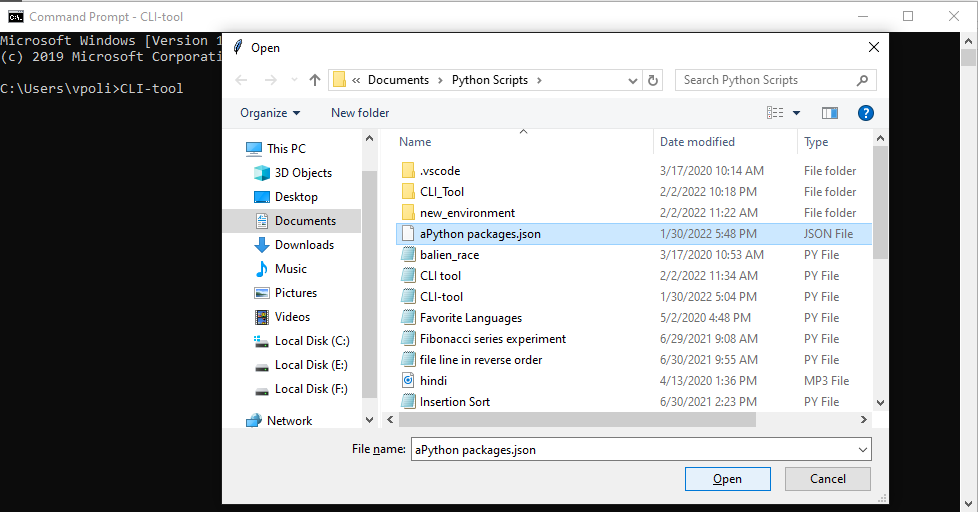 Command Prompt - CLI-tool
Microsoft Windows [Version 1
(c) 2019 Microsoft Corporati
C:\Users\vpoli>CLI-tool
Open
« Documents > Python Scripts >
Search Python Scripts
Organize New folder
?
This PC
3D Objects
Desktop
Documents
Downloads
Music
Pictures
Videos
Local Disk (C:)
Local Disk (E:)
Local Disk (F:)
Network
Name Date modified Type
.vscode 3/17/2020 10:14 AM File folder
CLI_Tool 2/2/2022 10:18 PM File folder
new_environment 2/2/2022 11:22 AM File folder
aPython packages.json 1/30/2022 5:48 PM JSON File
balien_race 3/17/2020 10:53 AM PY File
CLI tool 2/2/2022 11:34 AM PY File
CLI-tool 1/30/2022 5:04 PM PY File
Favorite Languages 5/2/2020 4:48 PM PY File
Fibonacci series experiment 6/29/2021 9:08 AM PY File
file line in reverse order 6/30/2021 9:55 AM PY File
hindi 4/13/2020 1:36 PM MP3 File
Insertion Sort 6/30/2021 2:23 PM PY File
File name: aPython packages.json
Open Cancel